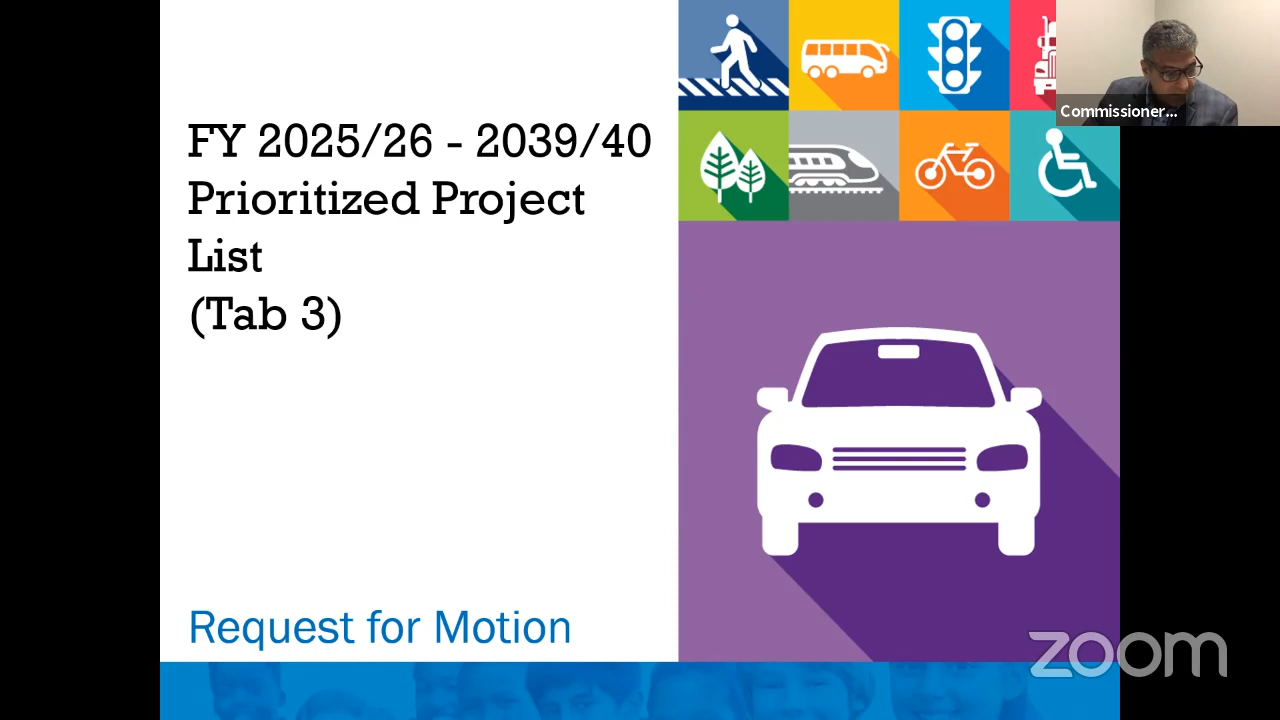 FY 2025/26 - 2039/40
Prioritized Project
List
(Tab 3)
Request for Motion
Commissioner...
zoom